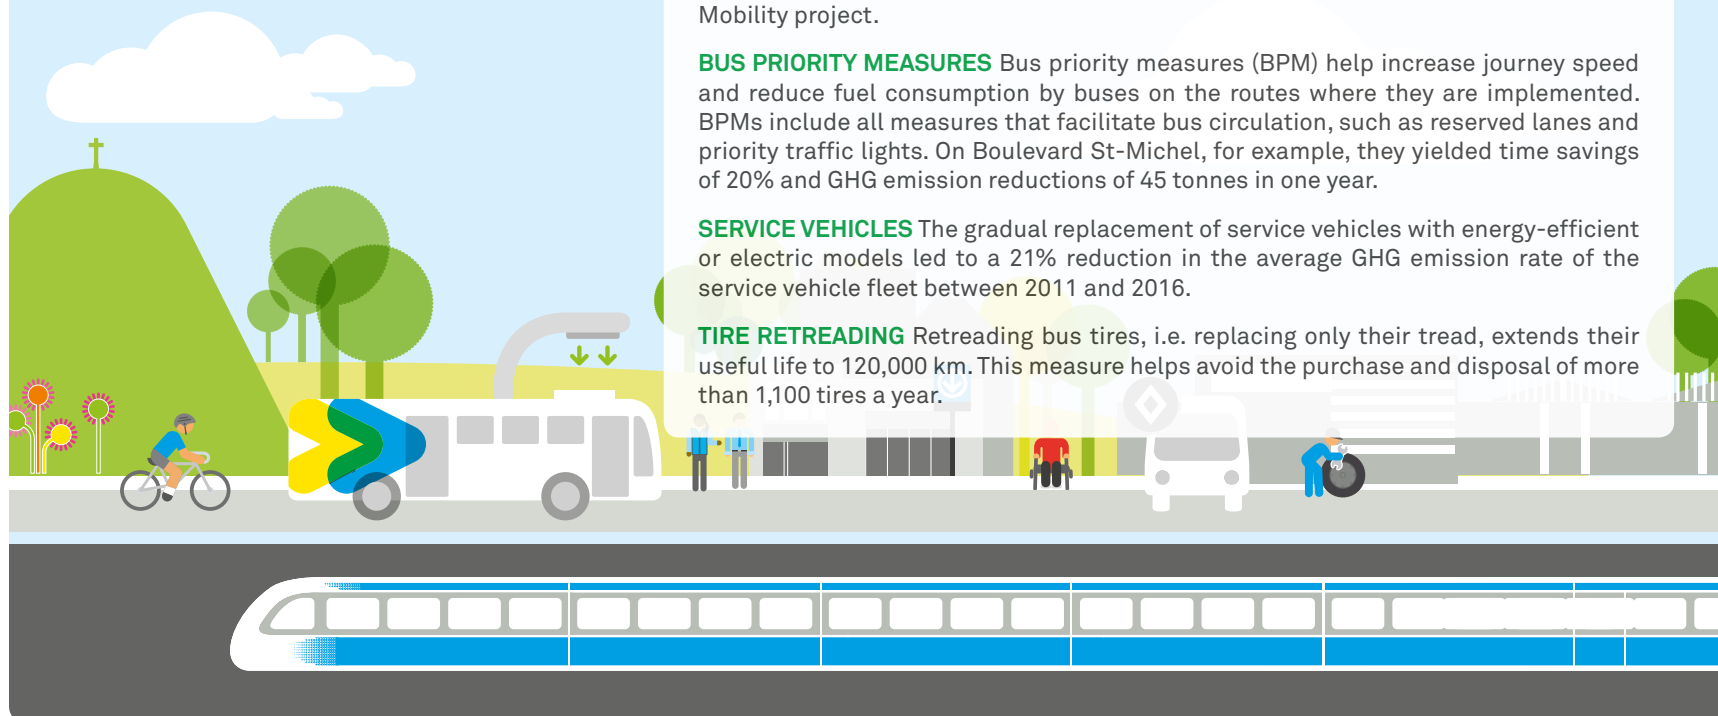 Mobility project.
BUS PRIORITY MEASURES Bus priority measures (BPM) help increase journey speed
and reduce fuel consumption by buses on the routes where they are implemented.
BPMs include all measures that facilitate bus circulation, such as reserved lanes and
priority traffic lights. On Boulevard St-Michel, for example, they yielded time savings
of 20% and GHG emission reductions of 45 tonnes in one year.
SERVICE VEHICLES The gradual replacement of service vehicles with energy-efficient
or electric models led to a 21% reduction in the average GHG emission rate of the
service vehicle fleet between 2011 and 2016.
TIRE RETREADING Retreading bus tires, i.e. replacing only their tread, extends their
useful life to 120,000 km. This measure helps avoid the purchase and disposal of more
than 1,100 tires a year.